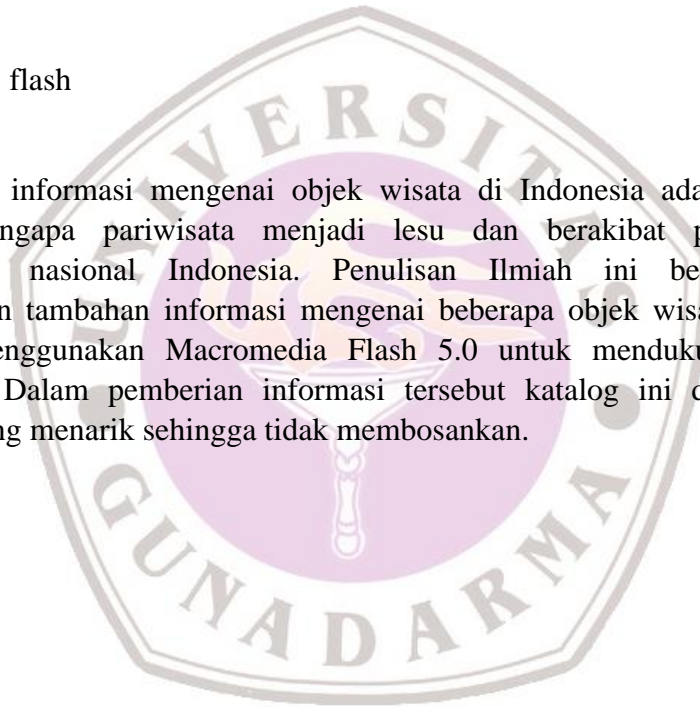 flash
informasi mengenai objek wisata di Indonesia ada
ngapa pariwisata menjadi lesu dan berakibat p
nasional Indonesia. Penulisan Ilmiah ini be
n tambahan informasi mengenai beberapa objek wisa
enggunakan Macromedia Flash 5.0 untuk menduku
Dalam pemberian informasi tersebut katalog ini d
ng menarik sehingga tidak membosankan.
UNIVERSITAS
GUNADARMA